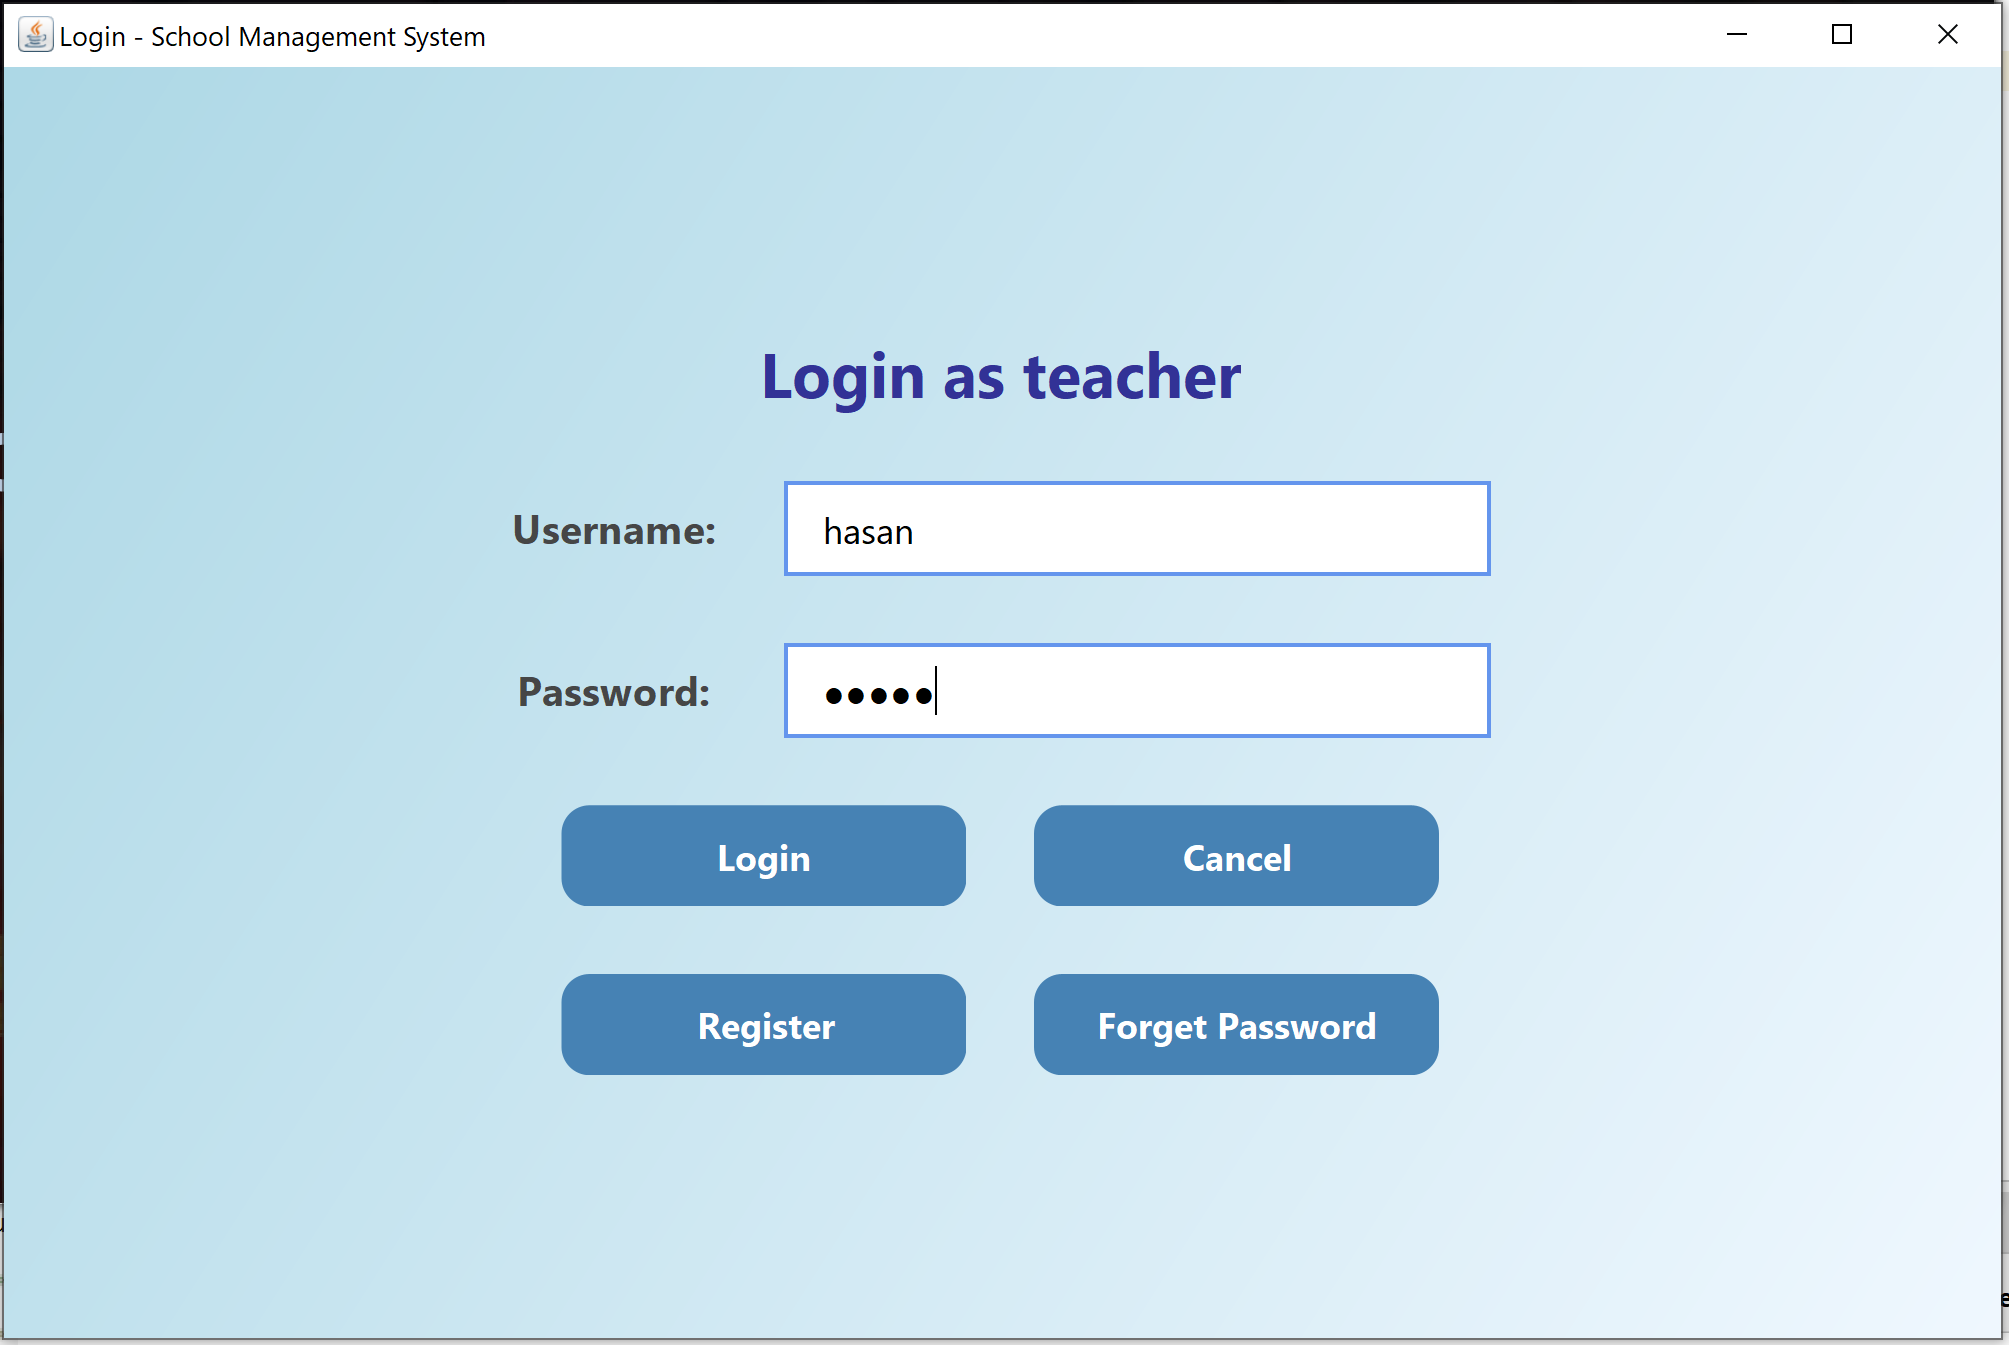 Login - School Management System
Login as teacher
Username: hasan
Password: •••••
Login Cancel
Register Forget Password